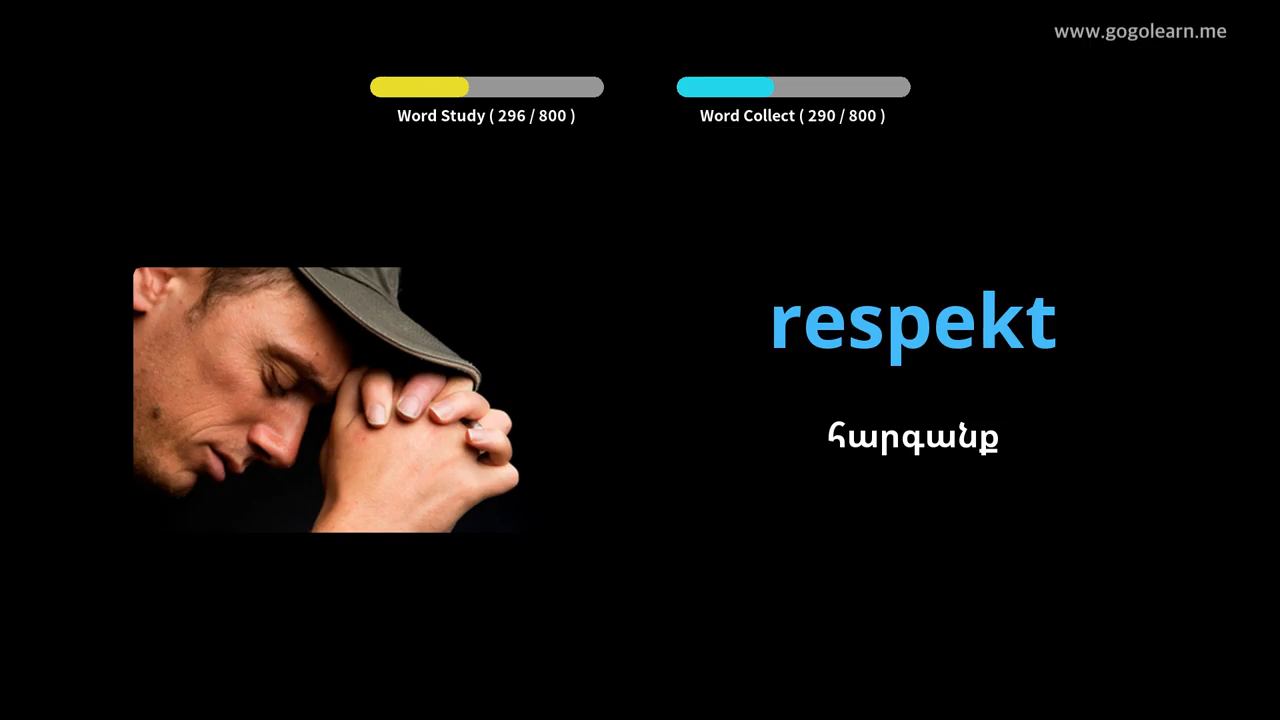 www.gogolearn.me
Word Study ( 296 / 800 )
Word Collect ( 290 / 800 )
respekt
հարգանք